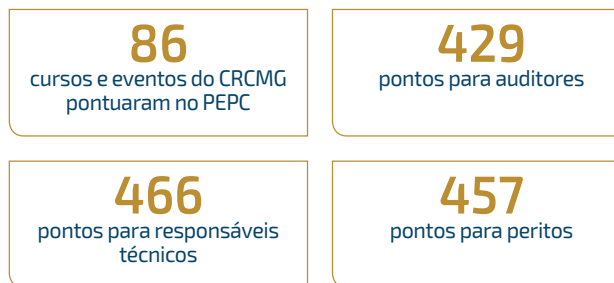 86
cursos e eventos do CRCMG
pontuaram no PEPC
429
pontos para auditores
466
pontos para responsáveis
técnicos
457
pontos para peritos